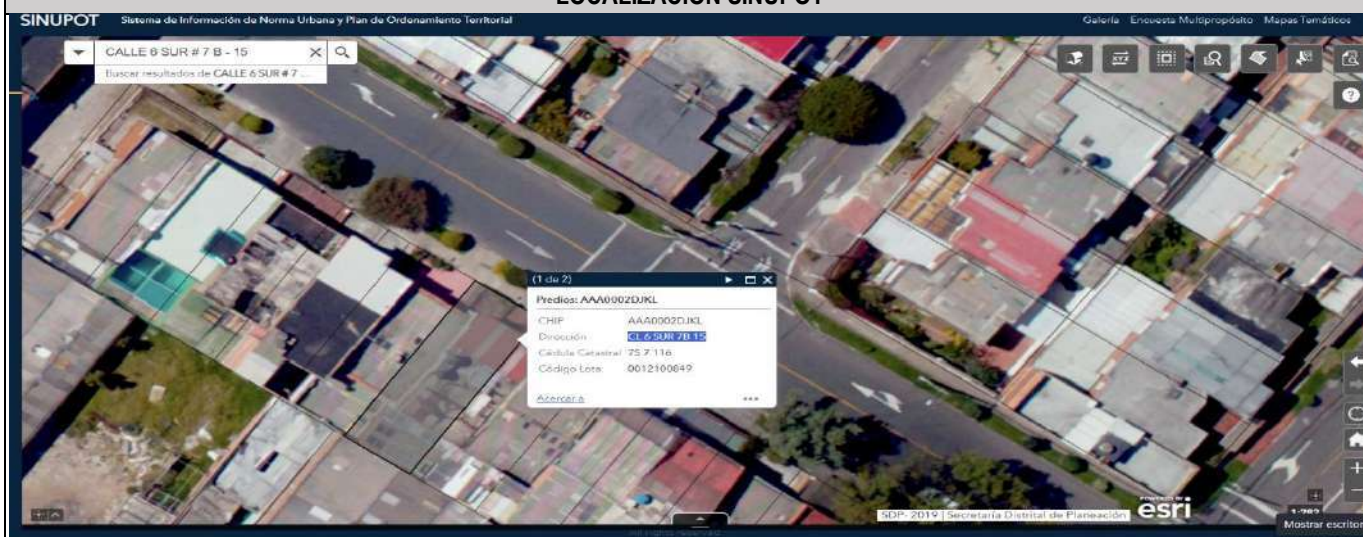 LOCALIZACIÓN SINUPOT
SINUPOT Sistema de Información de Norma Urbana y Plan de Ordenamiento Territorial
Galería Encuesta Multipropósito Mapas Temáticos
CALLE 6 SUR # 7 B - 15
Buscar resultados de CALLE 6 SUR # 7 ...
(1 de 2)
Predios: AAA0002DJKL
CHIP AAA0002DJKL
Dirección CL 6 SUR 7B 15
Cédula Catastral 7S 7 116
Código Lote 0012100849
Acercar a
SDP- 2019 | Secretaría Distrital de Planeación
POWERED BY
esri
Mostrar escritor